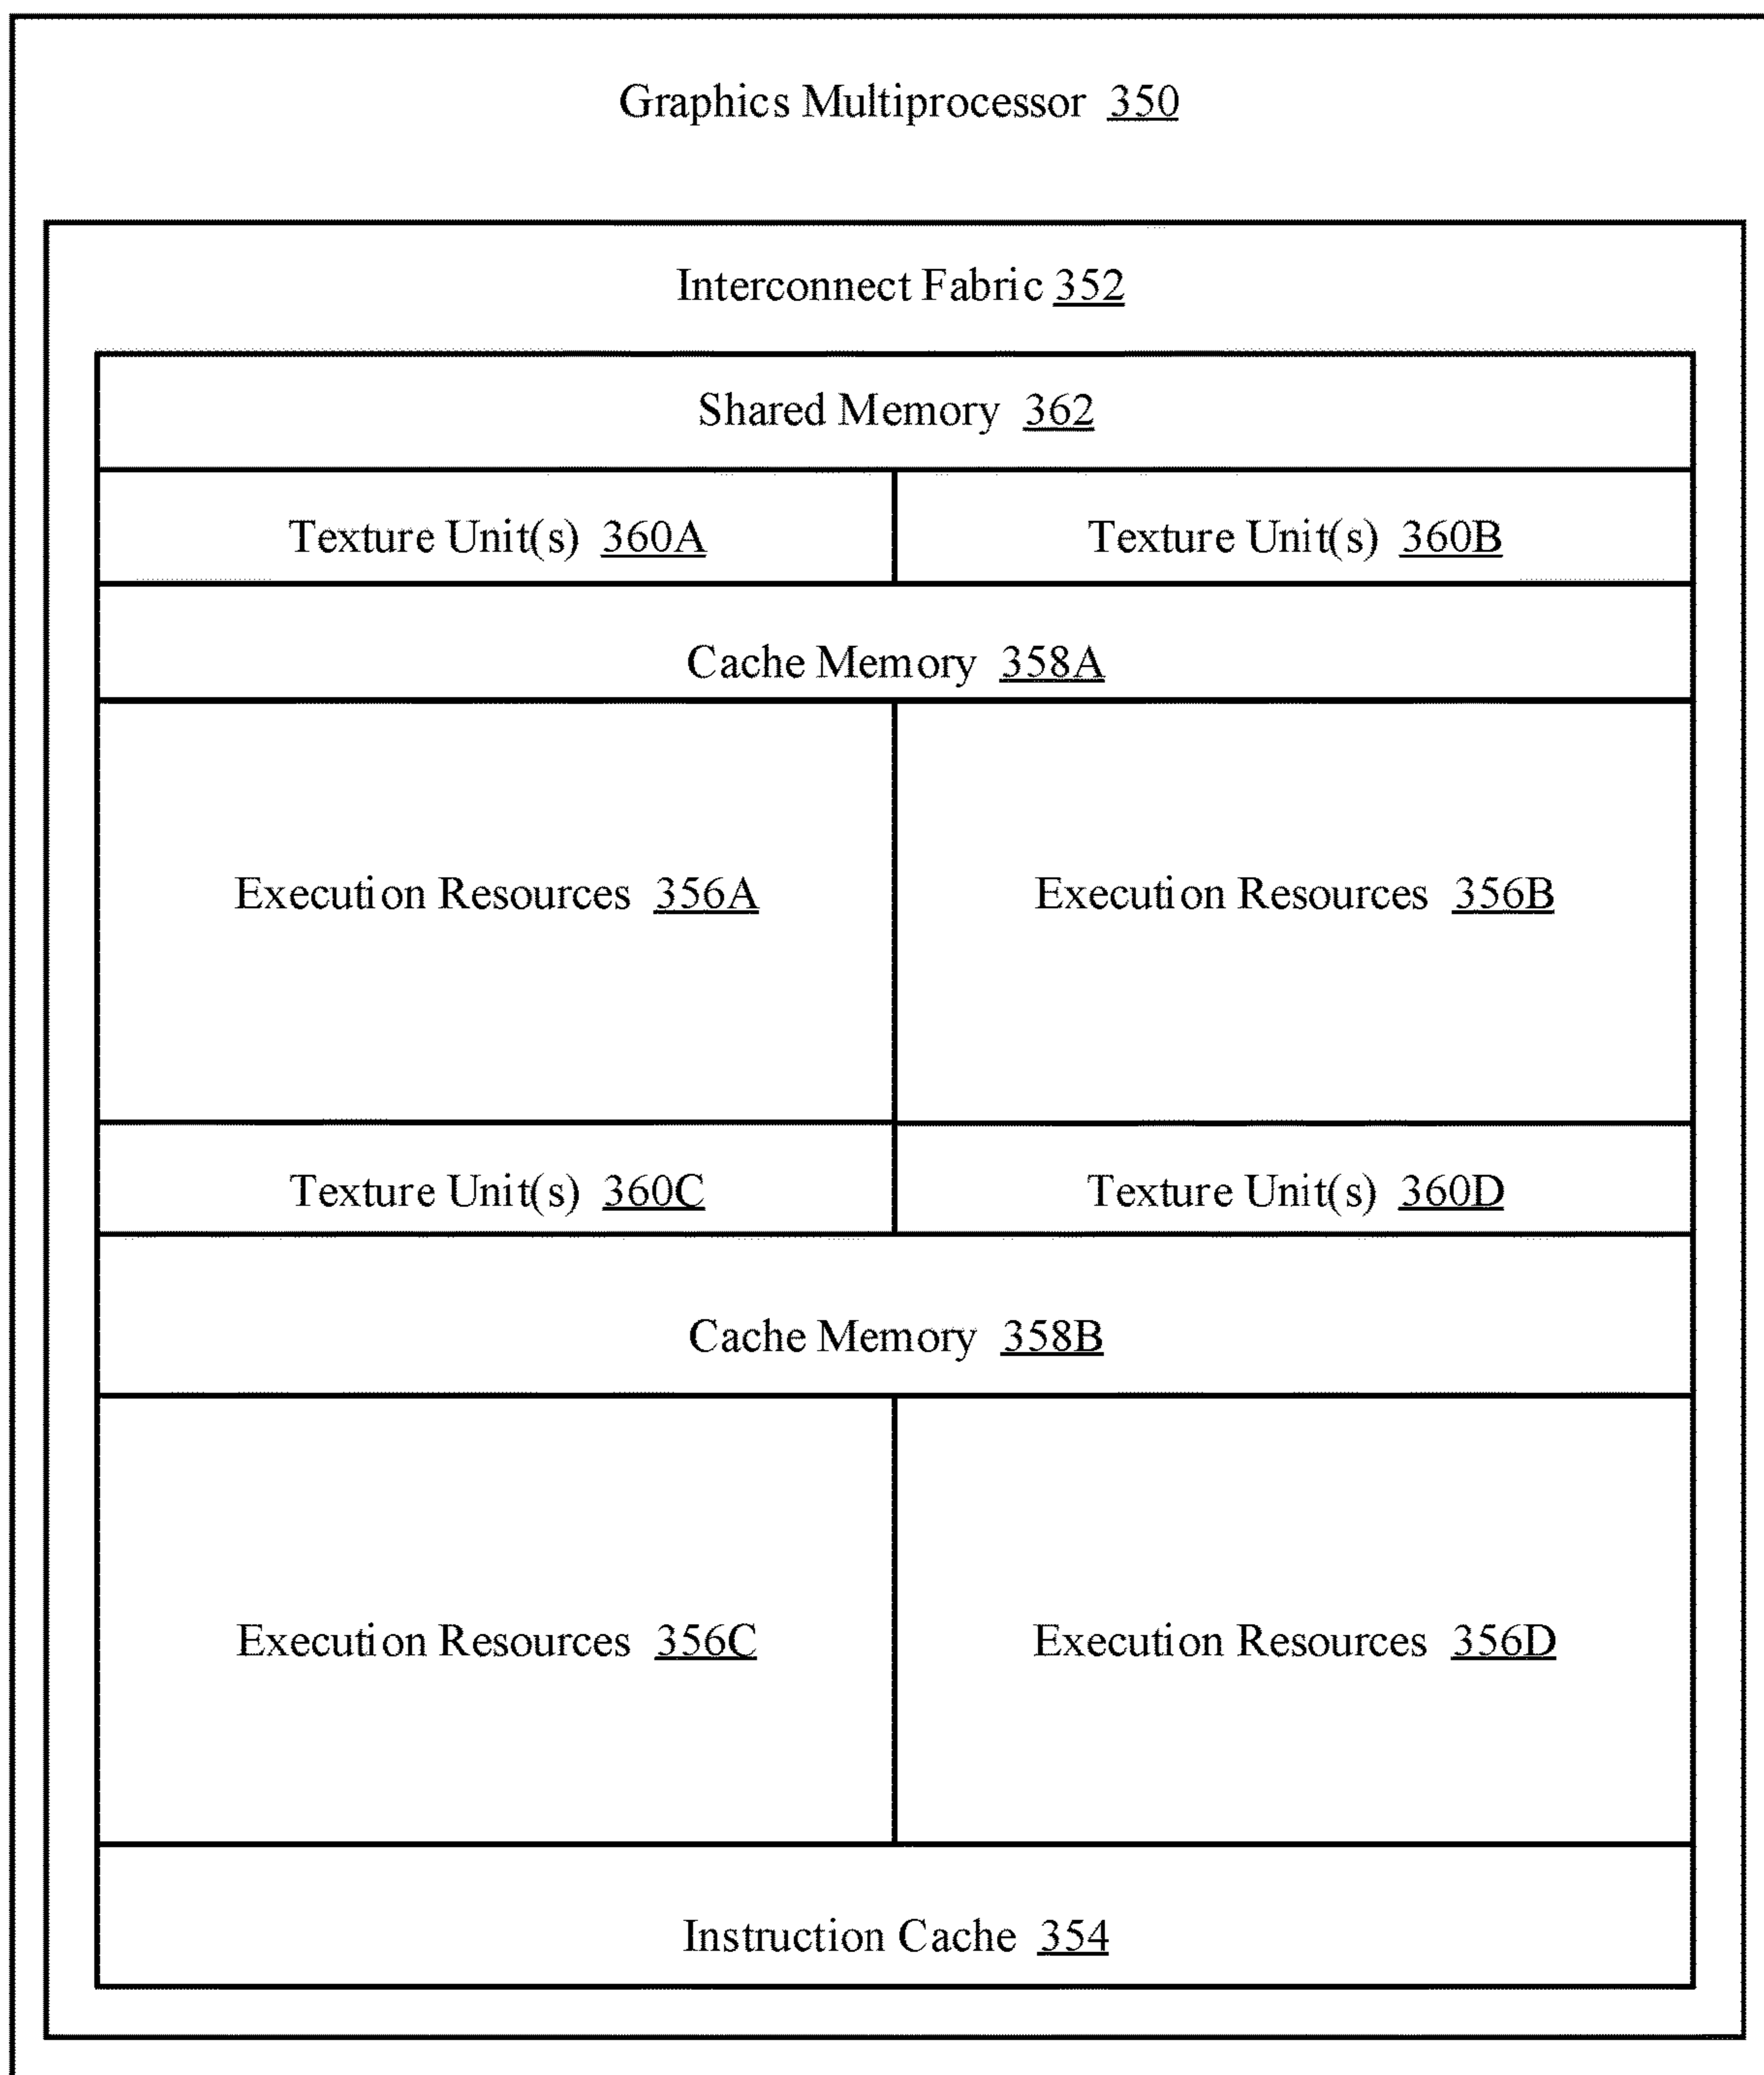 Graphics Multiprocessor 350
Interconnect Fabric 352
Shared Memory 362
Texture Unit(s) 360A
Texture Unit(s) 360B
Cache Memory 358A
Execution Resources 356A
Execution Resources 356B
Texture Unit(s) 360C
Texture Unit(s) 360D
Cache Memory 358B
Execution Resources 356C
Execution Resources 356D
Instruction Cache 354